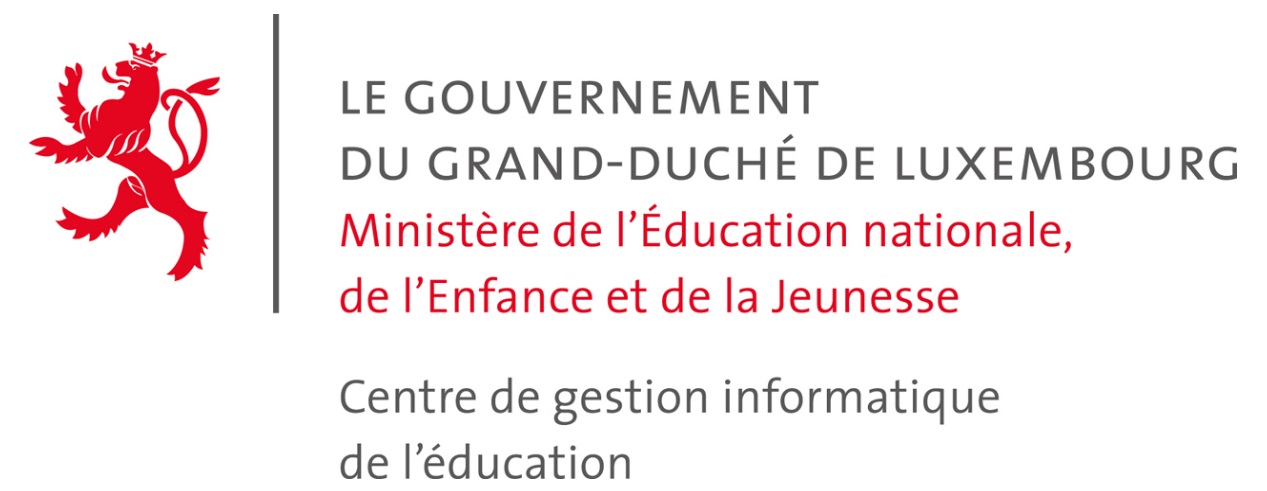 LE GOUVERNEMENT
DU GRAND-DUCHÉ DE LUXEMBOURG
Ministère de l’Éducation nationale,
de l’Enfance et de la Jeunesse
Centre de gestion informatique
de l’éducation